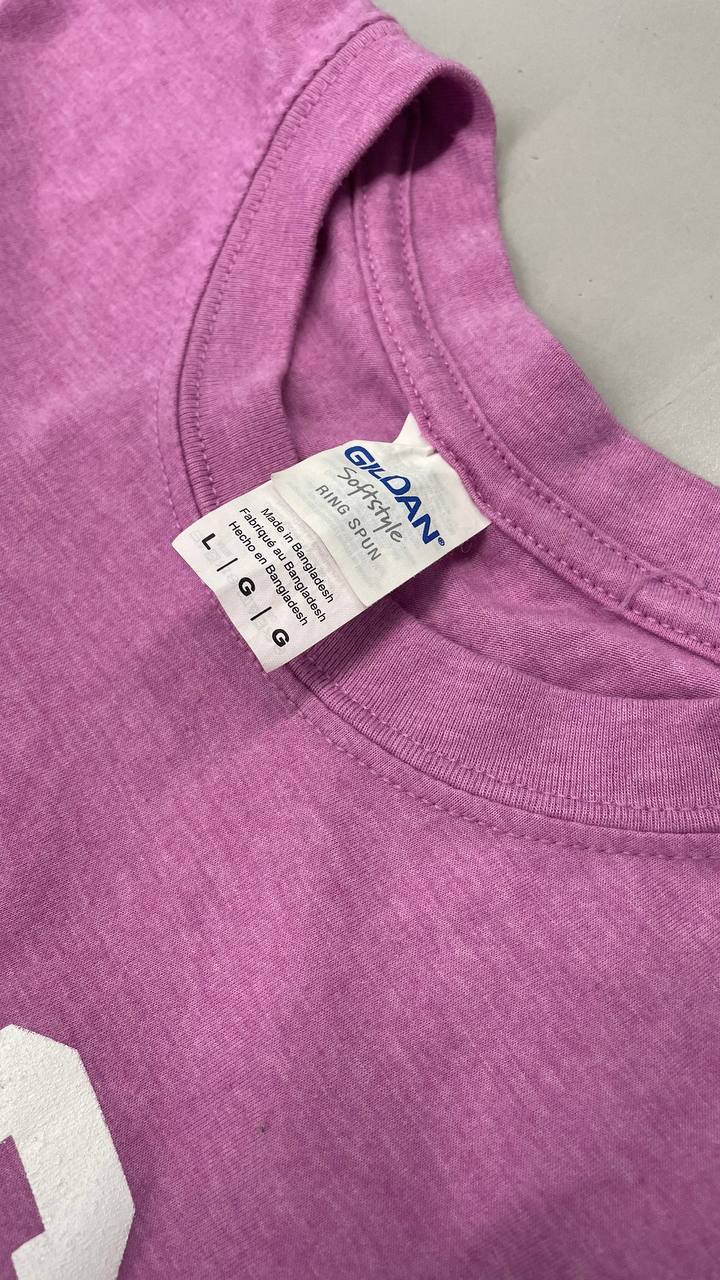 GILDAN®
Softstyle
RING SPUN
Made in Bangladesh
Fabriqué au Bangladesh
Hecho en Bangladesh
L | G | G